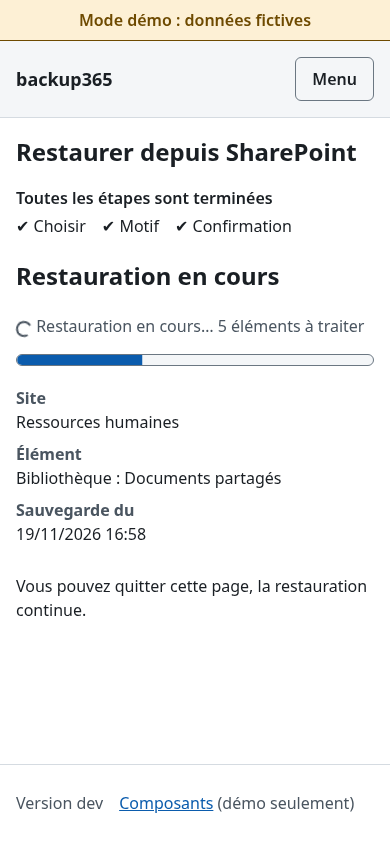 Mode démo : données fictives
backup365
Menu
Restaurer depuis SharePoint
Toutes les étapes sont terminées
✔ Choisir ✔ Motif ✔ Confirmation
Restauration en cours
Restauration en cours... 5 éléments à traiter
Site
Ressources humaines
Élément
Bibliothèque : Documents partagés
Sauvegarde du
19/11/2026 16:58
Vous pouvez quitter cette page, la restauration
continue.
Version dev Composants (démo seulement)